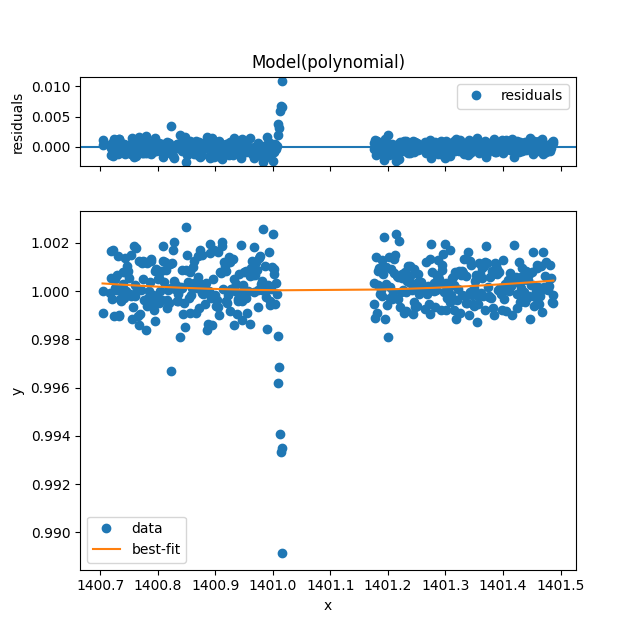 Model(polynomial)
residuals
0.010
0.005
0.000
residuals
y
1.002
1.000
0.998
0.996
0.994
0.992
0.990
data
best-fit
1400.7 1400.8 1400.9 1401.0 1401.1 1401.2 1401.3 1401.4 1401.5
x